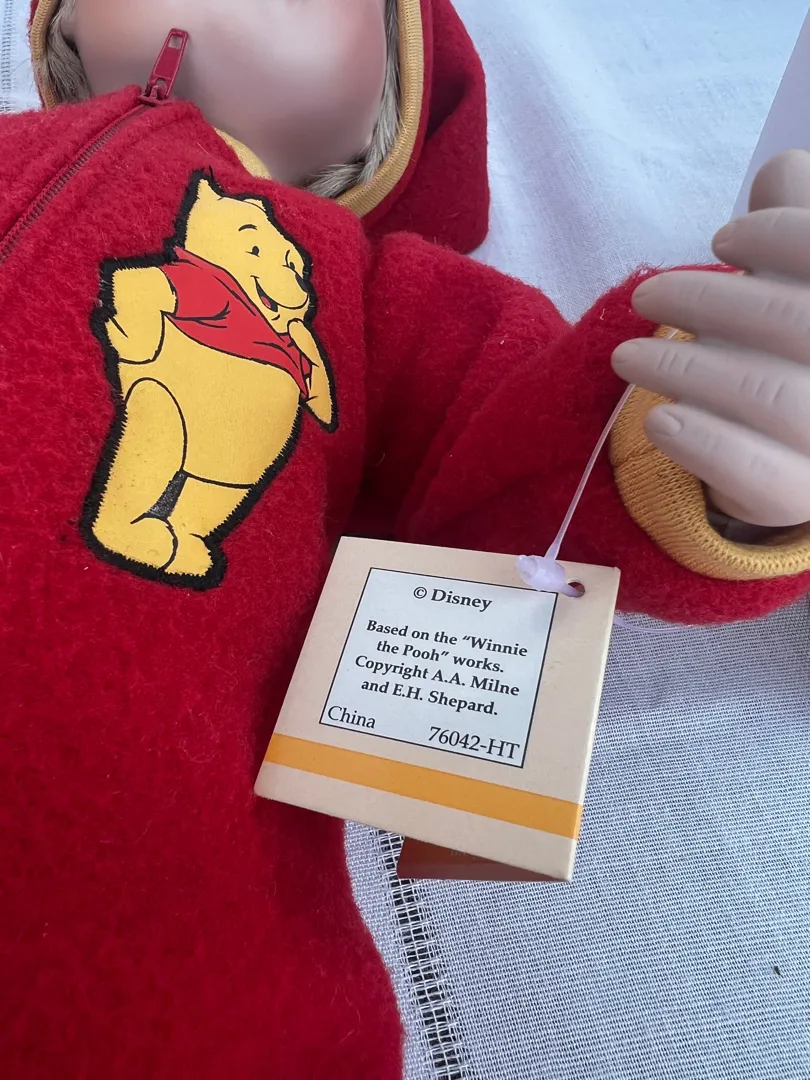 © Disney
Based on the "Winnie
the Pooh" works.
Copyright A.A. Milne
and E.H. Shepard.
China 76042-HT